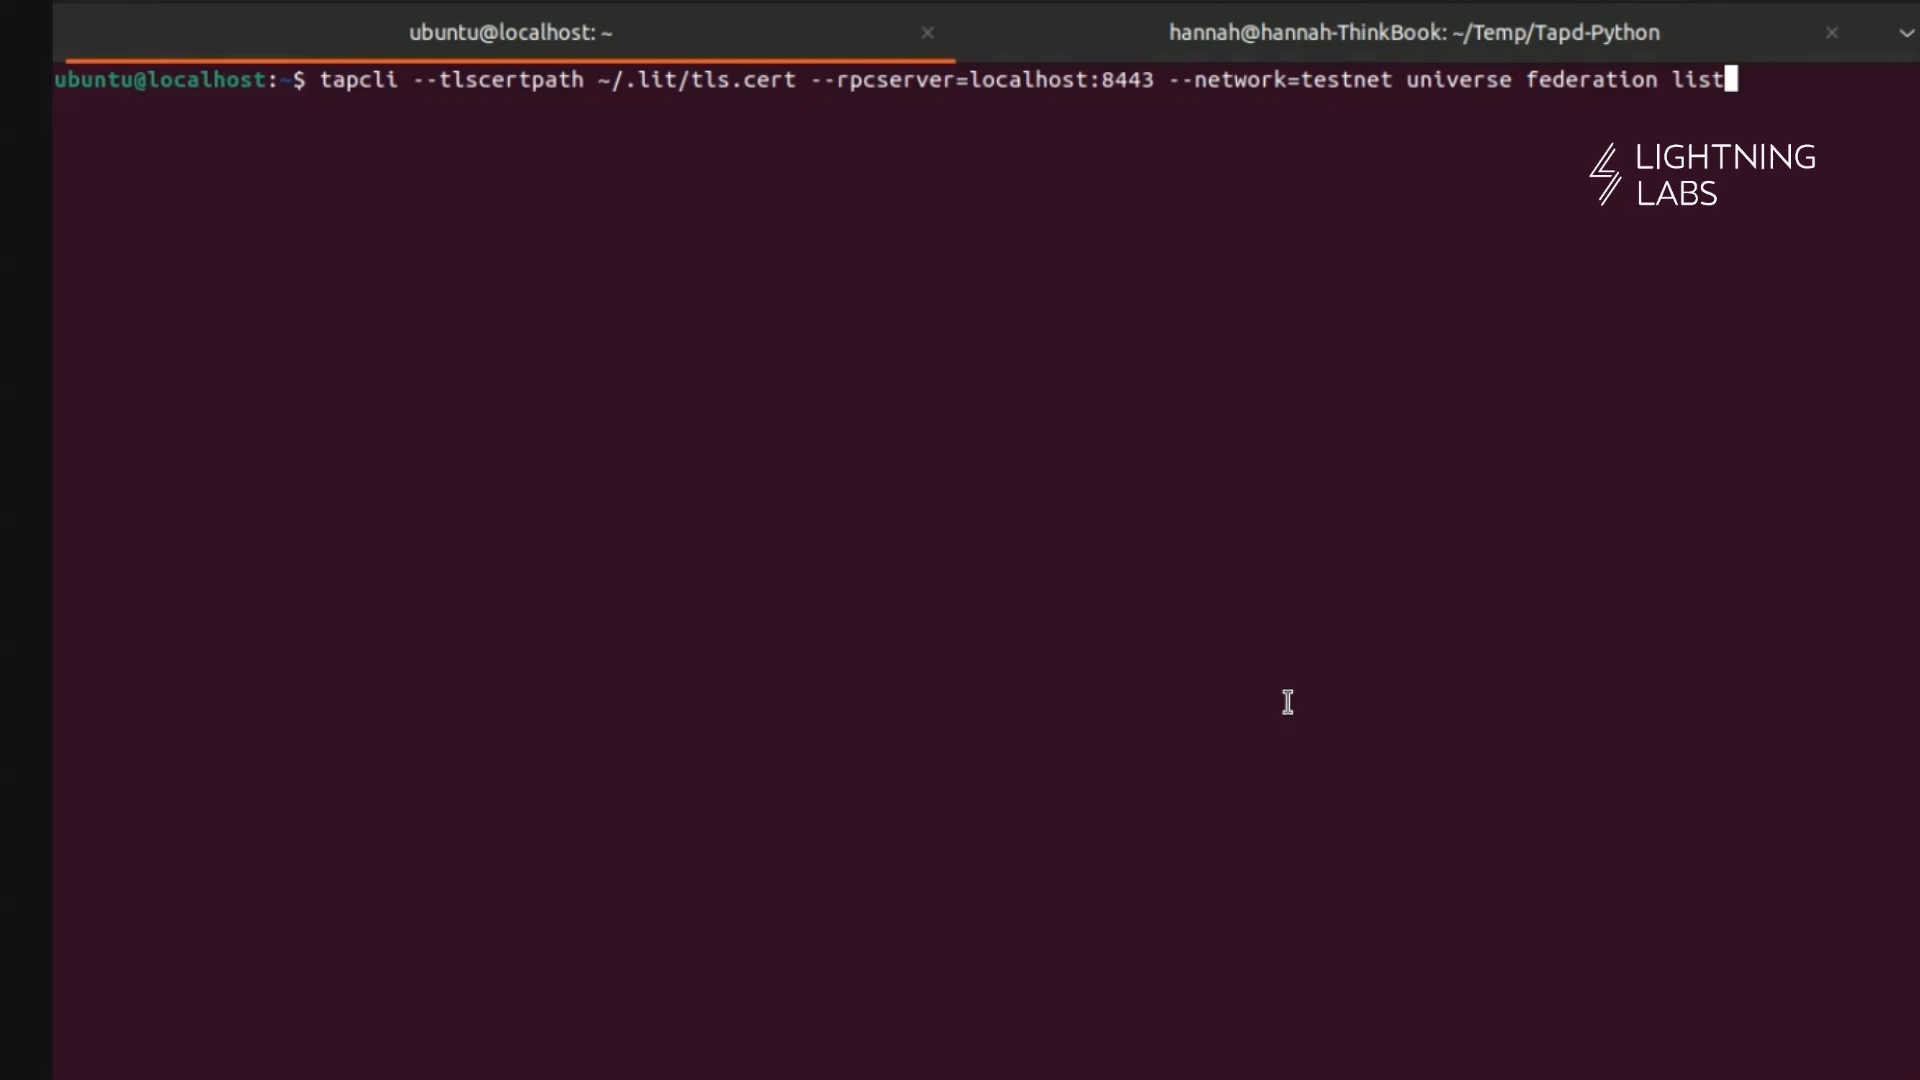 ubuntu@localhost: ~
hannah@hannah-ThinkBook: ~/Temp/Tapd-Python
ubuntu@localhost:~$ tapcli --tlscertpath ~/.lit/tls.cert --rpcserver=localhost:8443 --network=testnet universe federation list
LIGHTNING
LABS